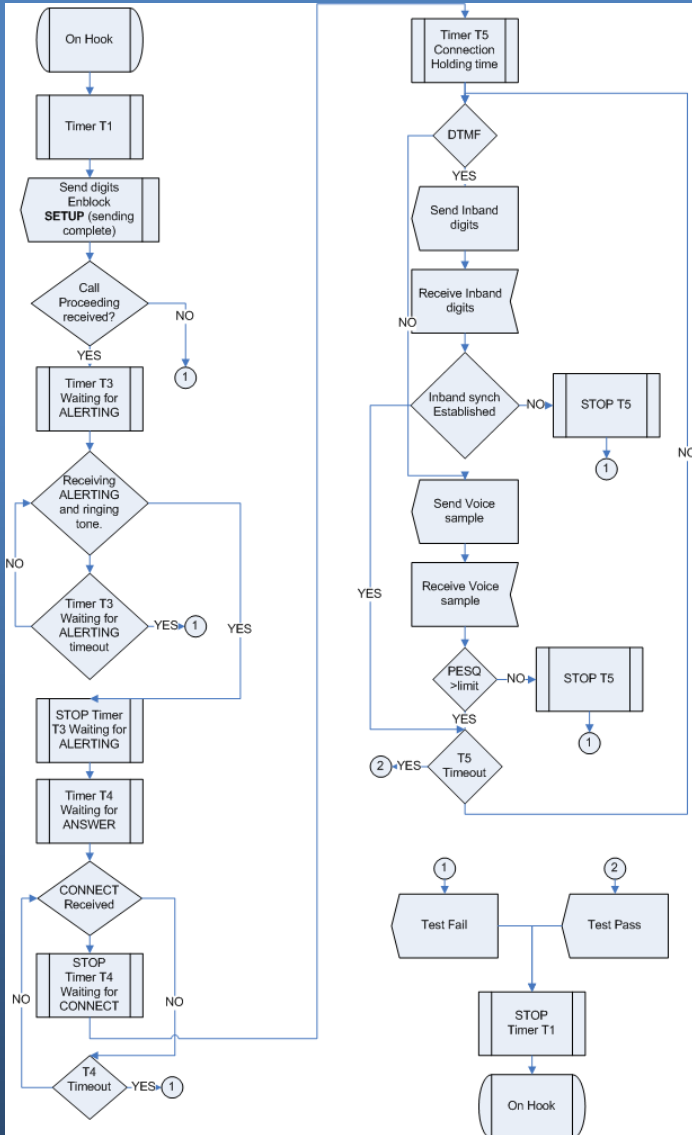 On Hook
Timer T1
Send digits
Enblock
SETUP (sending
complete)
Call
Proceeding
received?
NO
1
YES
Timer T3
Waiting for
ALERTING
Receiving
ALERTING
and ringing
tone.
NO
Timer T3
Waiting for
ALERTING
timeout
YES
1
YES
STOP Timer
T3 Waiting for
ALERTING
Timer T4
Waiting for
ANSWER
CONNECT
Received
STOP
Timer T4
Waiting for
CONNECT
NO
NO
T4
Timeout
YES
1
Timer T5
Connection
Holding time
DTMF
YES
Send Inband
digits
Receive Inband
digits
NO
Inband synch
Established
NO
STOP T5
1
NO
Send Voice
sample
Receive Voice
sample
YES
PESQ
>limit
NO
STOP T5
1
YES
T5
Timeout
YES
2
1
Test Fail
2
Test Pass
STOP
Timer T1
On Hook